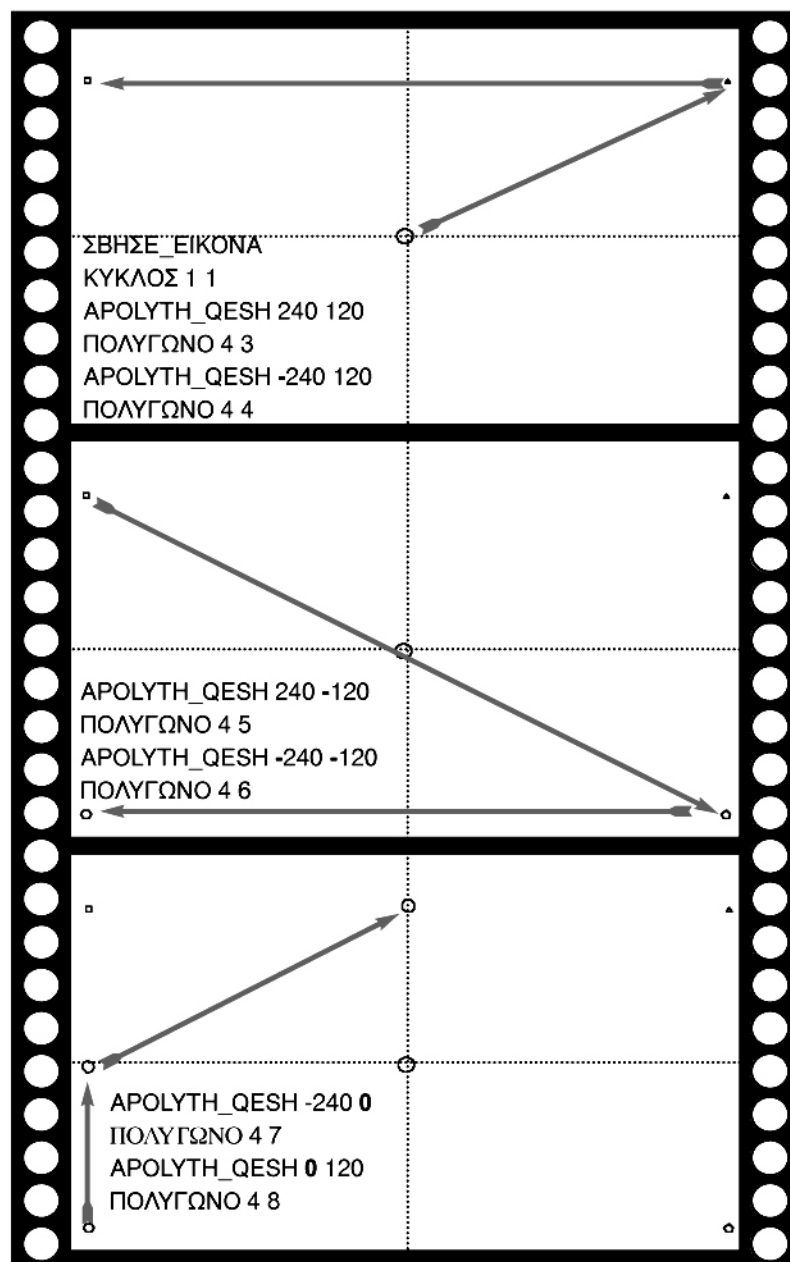 ΣΒΗΣΕ_ΕΙΚΟΝΑ
ΚΥΚΛΟΣ 1 1
APOLYTH_QESH 240 120
ΠΟΛΥΓΩΝΟ 4 3
APOLYTH_QESH -240 120
ΠΟΛΥΓΩΝΟ 4 4
APOLYTH_QESH 240 -120
ΠΟΛΥΓΩΝΟ 4 5
APOLYTH_QESH -240 -120
ΠΟΛΥΓΩΝΟ 4 6
APOLYTH_QESH -240 0
ΠΟΛΥΓΩΝΟ 4 7
APOLYTH_QESH 0 120
ΠΟΛΥΓΩΝΟ 4 8